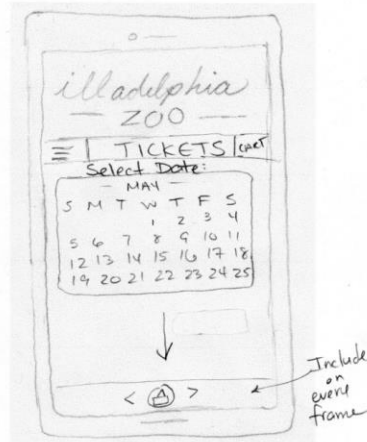 illadelphia
ZOO
TICKETS CART
Select Date:
MAY
S M T W T F S
1 2 3 4
5 6 7 8 9 10 11
12 13 14 15 16 17 18
19 20 21 22 23 24 25
< >
Include
on
every
frame